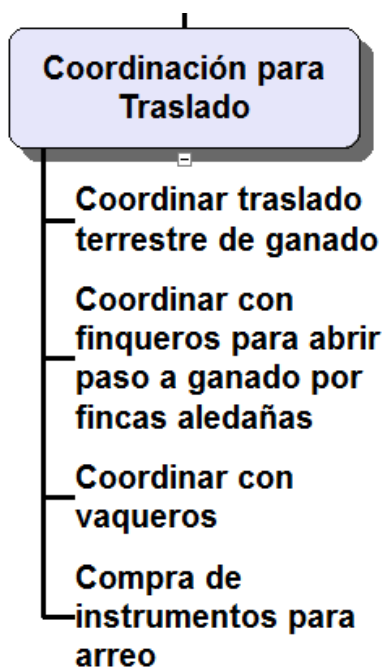 Coordinación para
Traslado
Coordinar traslado
terrestre de ganado
Coordinar con
finqueros para abrir
paso a ganado por
fincas aledañas
Coordinar con
vaqueros
Compra de
instrumentos para
arreo